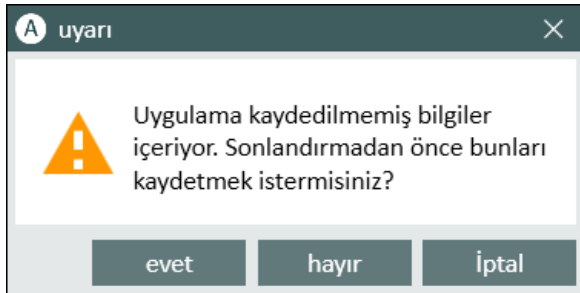 A uyarı
Uygulama kaydedilmemiş bilgiler
içeriyor. Sonlandırmadan önce bunları
kaydetmek istermisiniz?
evet hayır İptal